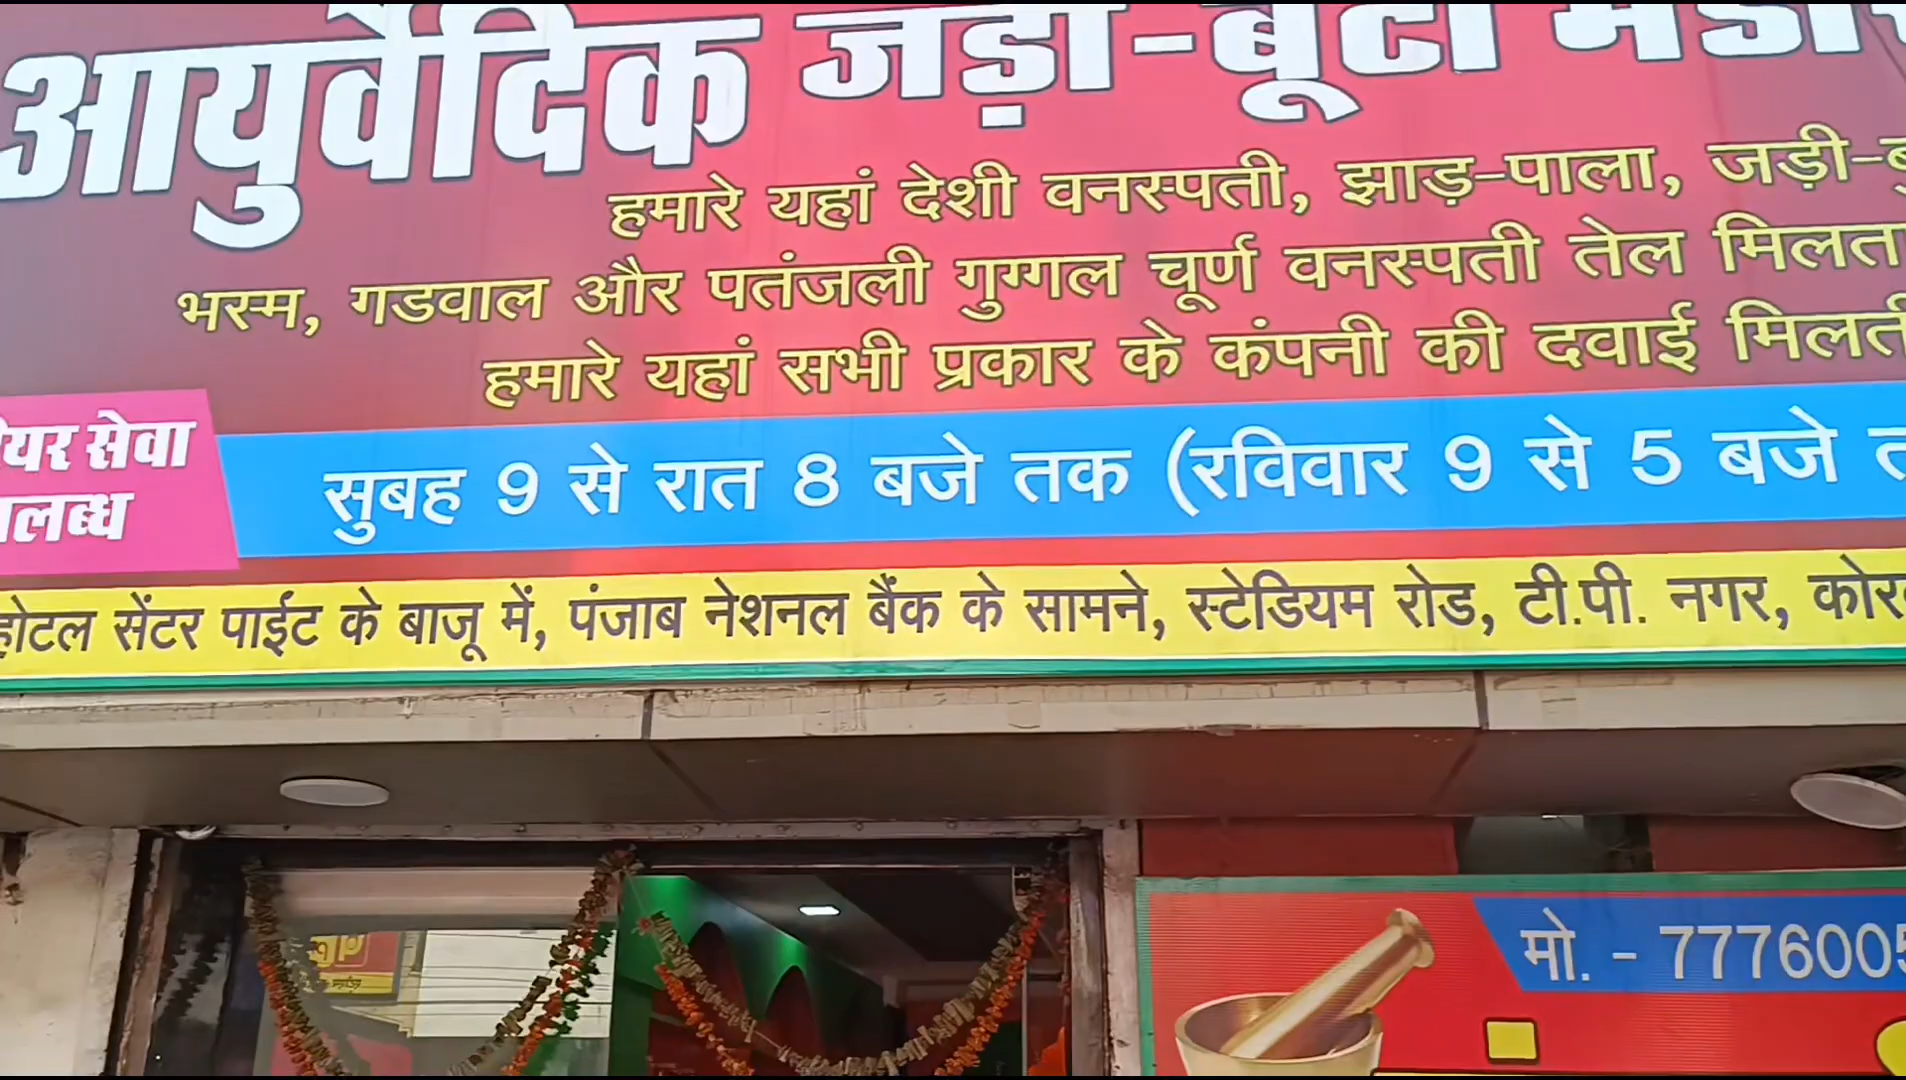 आयुर्वेदिक जड़ी-बूटी
हमारे यहां देशी वनस्पती, झाड़-पाला, जड़ी-
भस्म, गडवाल और पतंजली गुग्गल चूर्ण वनस्पती तेल मिलता
हमारे यहां सभी प्रकार के कंपनी की दवाई मिलती
सेवा
सुबह 9 से रात 8 बजे तक (रविवार 9 से 5 बजे
होटल सेंटर पाईंट के बाजू में, पंजाब नेशनल बैंक के सामने, स्टेडियम रोड, टी.पी. नगर,
मो. - 7776005